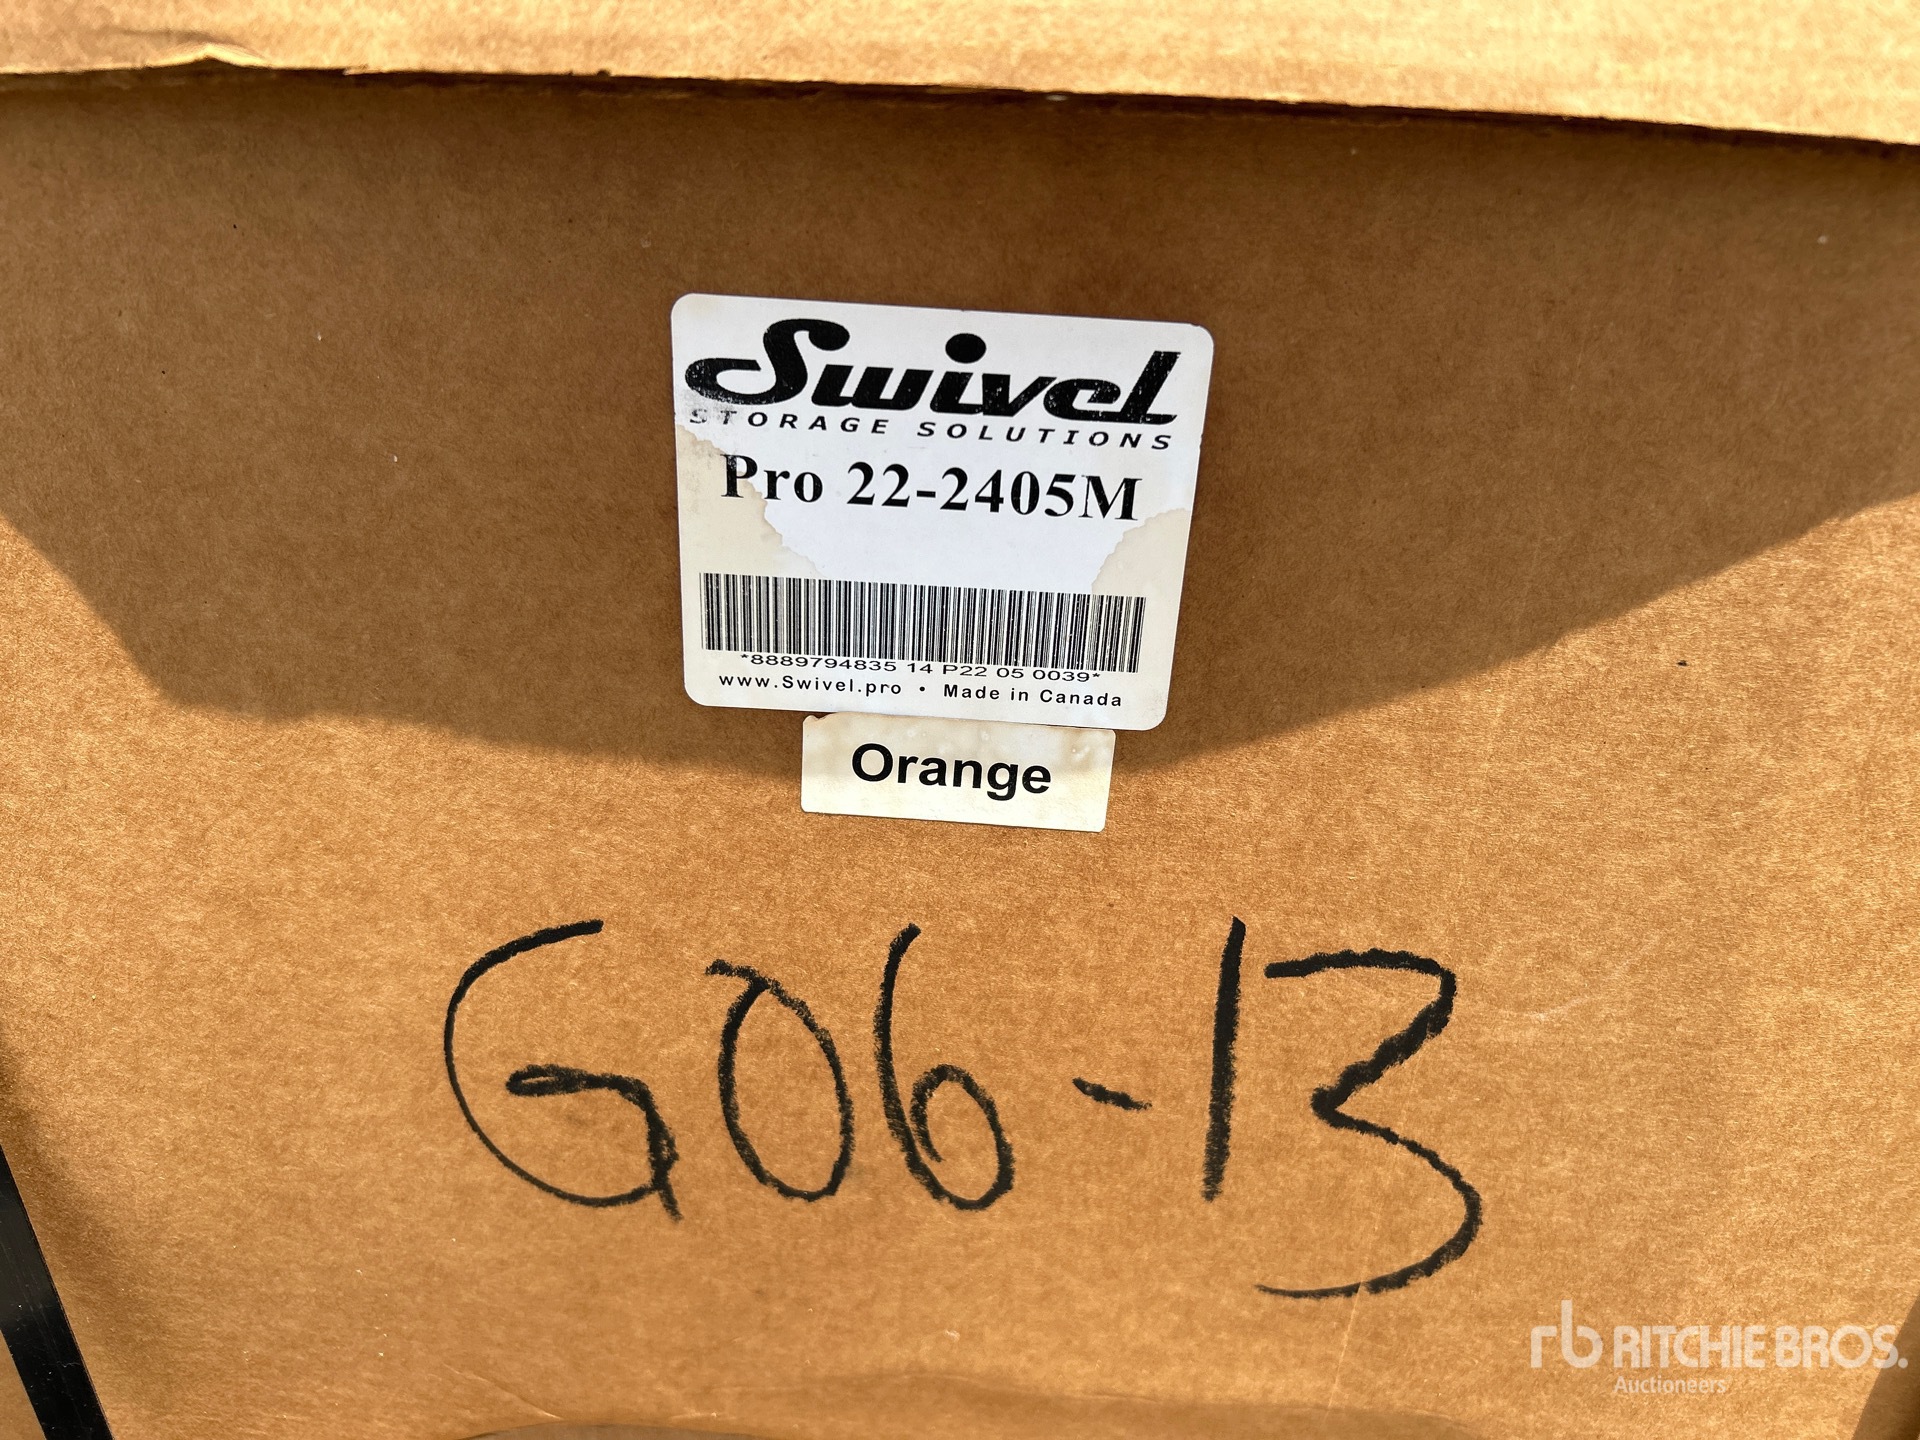 Swivel
STORAGE SOLUTIONS
Pro 22-2405M
*8889794835 14 P22 05 0039*
www.Swivel.pro • Made in Canada
Orange
G06-13
rb RITCHIE BROS.
Auctioneers